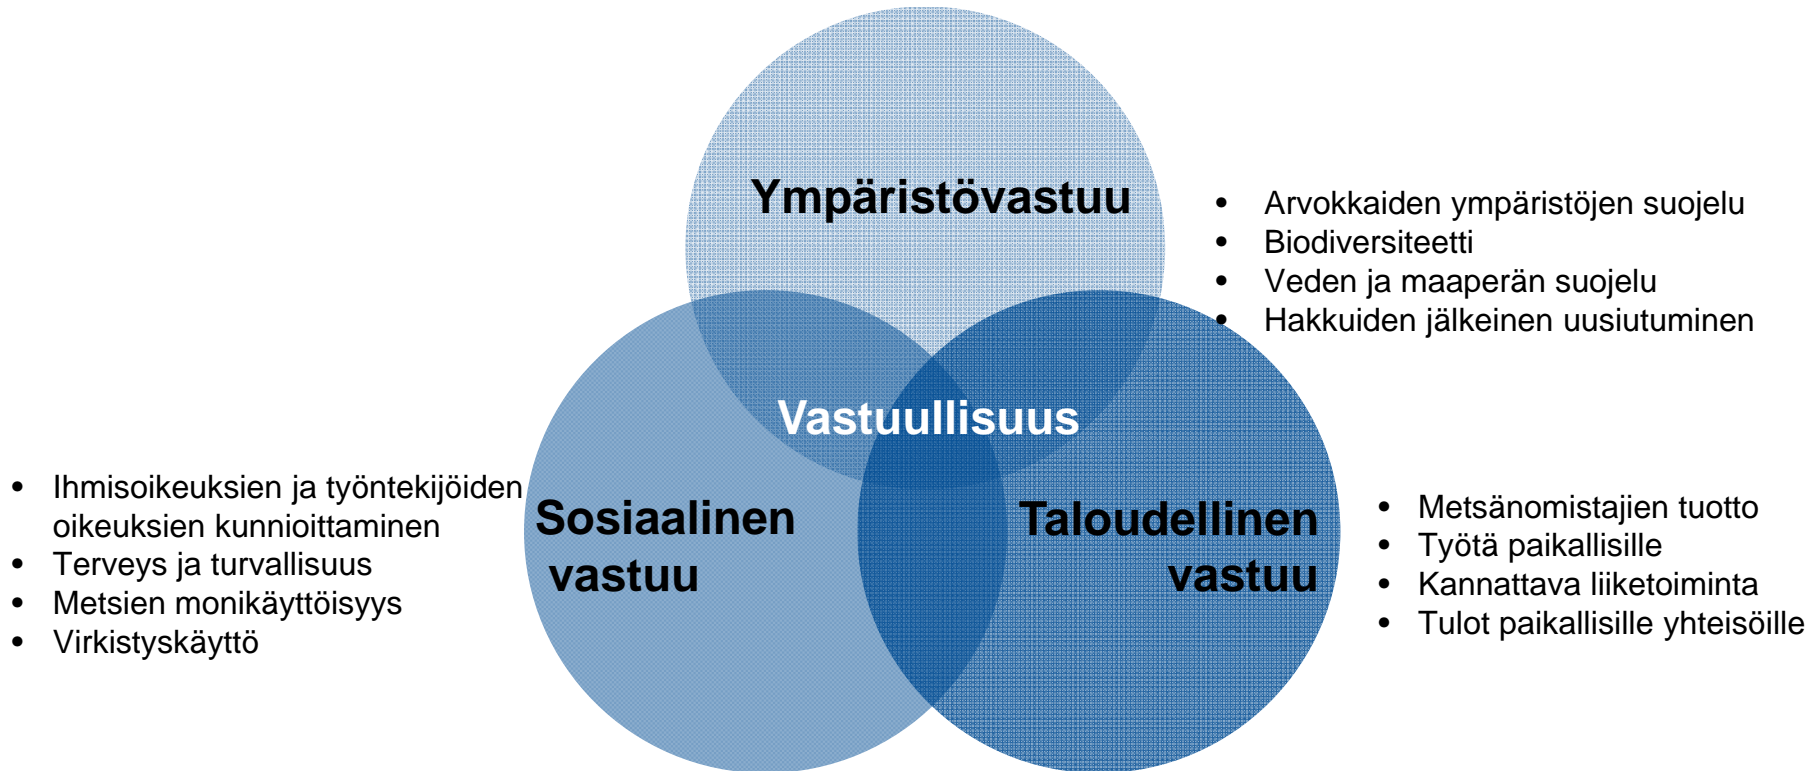 Ympäristövastuu
• Arvokkaiden ympäristöjen suojelu
• Biodiversiteetti
• Veden ja maaperän suojelu
• Hakkuiden jälkeinen uusiutuminen
Vastuullisuus
• Ihmisoikeuksien ja työntekijöiden
oikeuksien kunnioittaminen
• Terveys ja turvallisuus
• Metsien monikäyttöisyys
• Virkistyskäyttö
Sosiaalinen
vastuu
Taloudellinen
vastuu
• Metsänomistajien tuotto
• Työtä paikallisille
• Kannattava liiketoiminta
• Tulot paikallisille yhteisöille